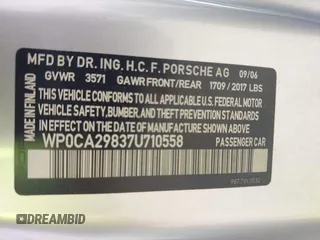 MFD BY DR. ING. H.C. F. PORSCHE AG 09/06
GVWR 3571 GAWR FRONT/REAR 1709/2017 LBS
MADE IN FINLAND
THIS VEHICLE CONFORMS TO ALL APPLICABLE U.S. FEDERAL MOTOR
VEHICLE SAFETY, BUMPER, AND THEFT PREVENTION STANDARDS
IN EFFECT ON THE DATE OF MANUFACTURE SHOWN ABOVE.
WP0CA29837U710558 PASSENGER CAR
DREAMBID